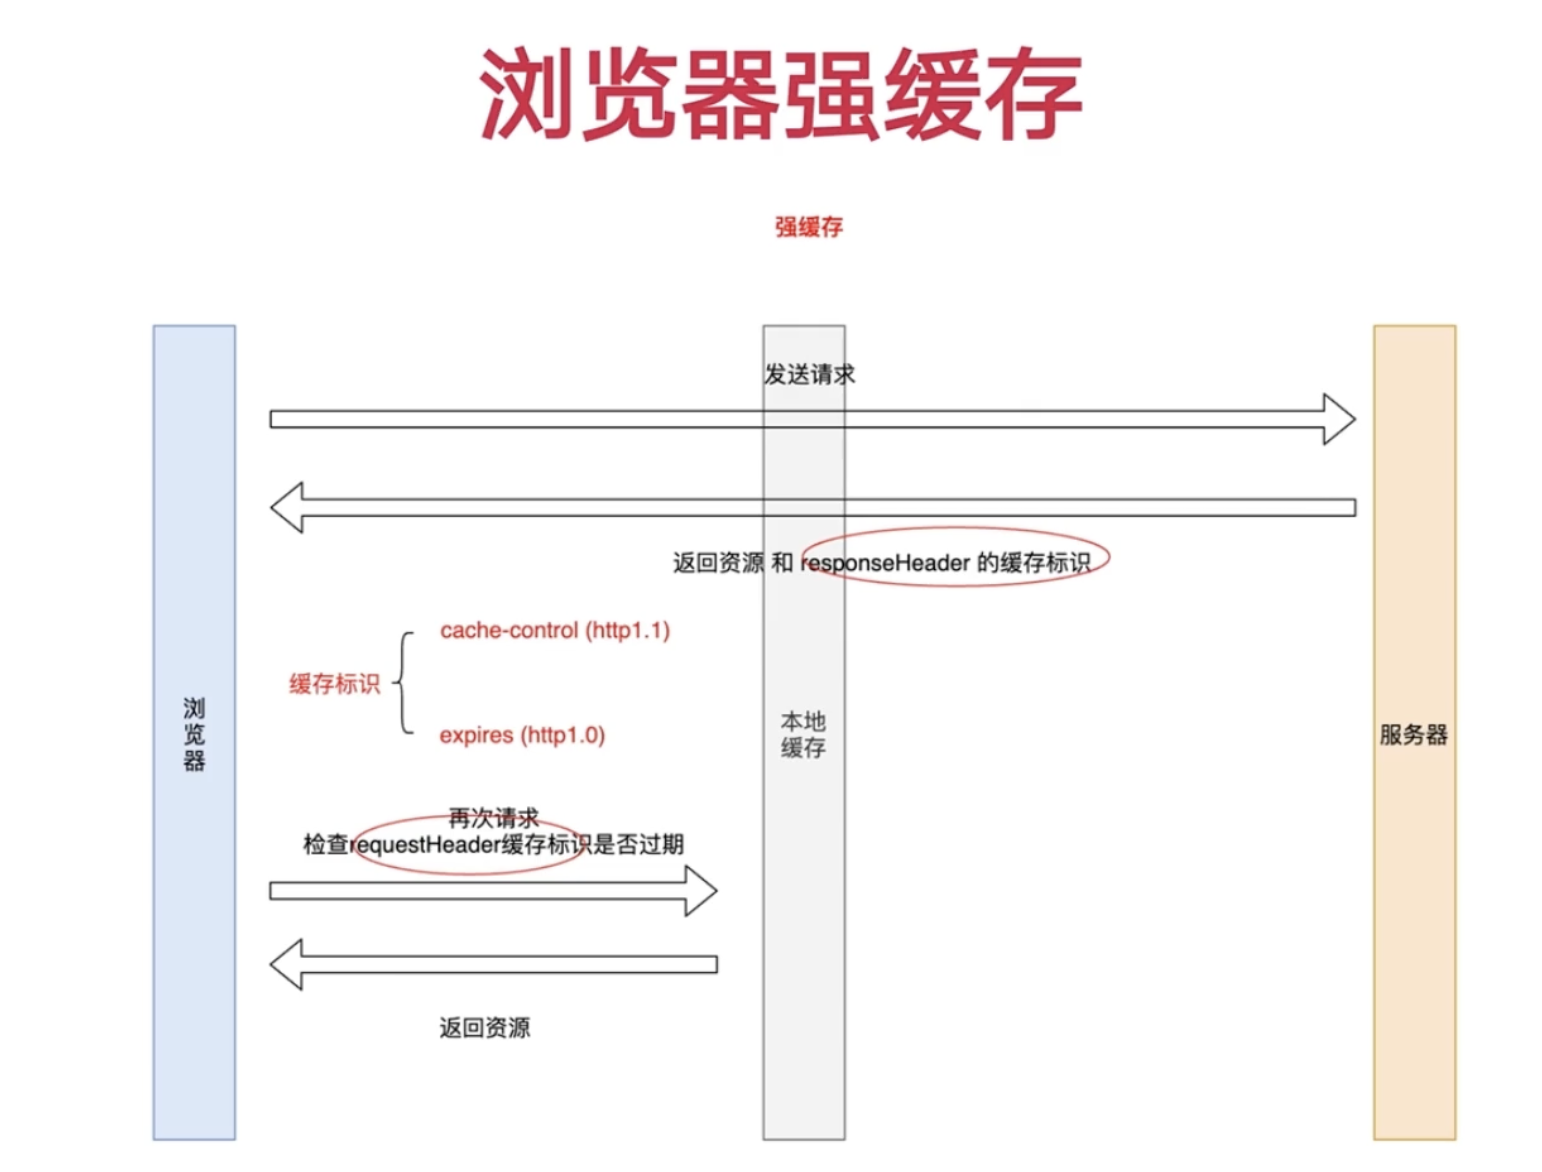 浏览器强缓存
强缓存
发送请求
返回资源 和 responseHeader 的缓存标识
cache-control (http1.1)
缓存标识
expires (http1.0)
浏
览
器
本地
缓存
服务器
再次请求
检查requestHeader缓存标识是否过期
返回资源